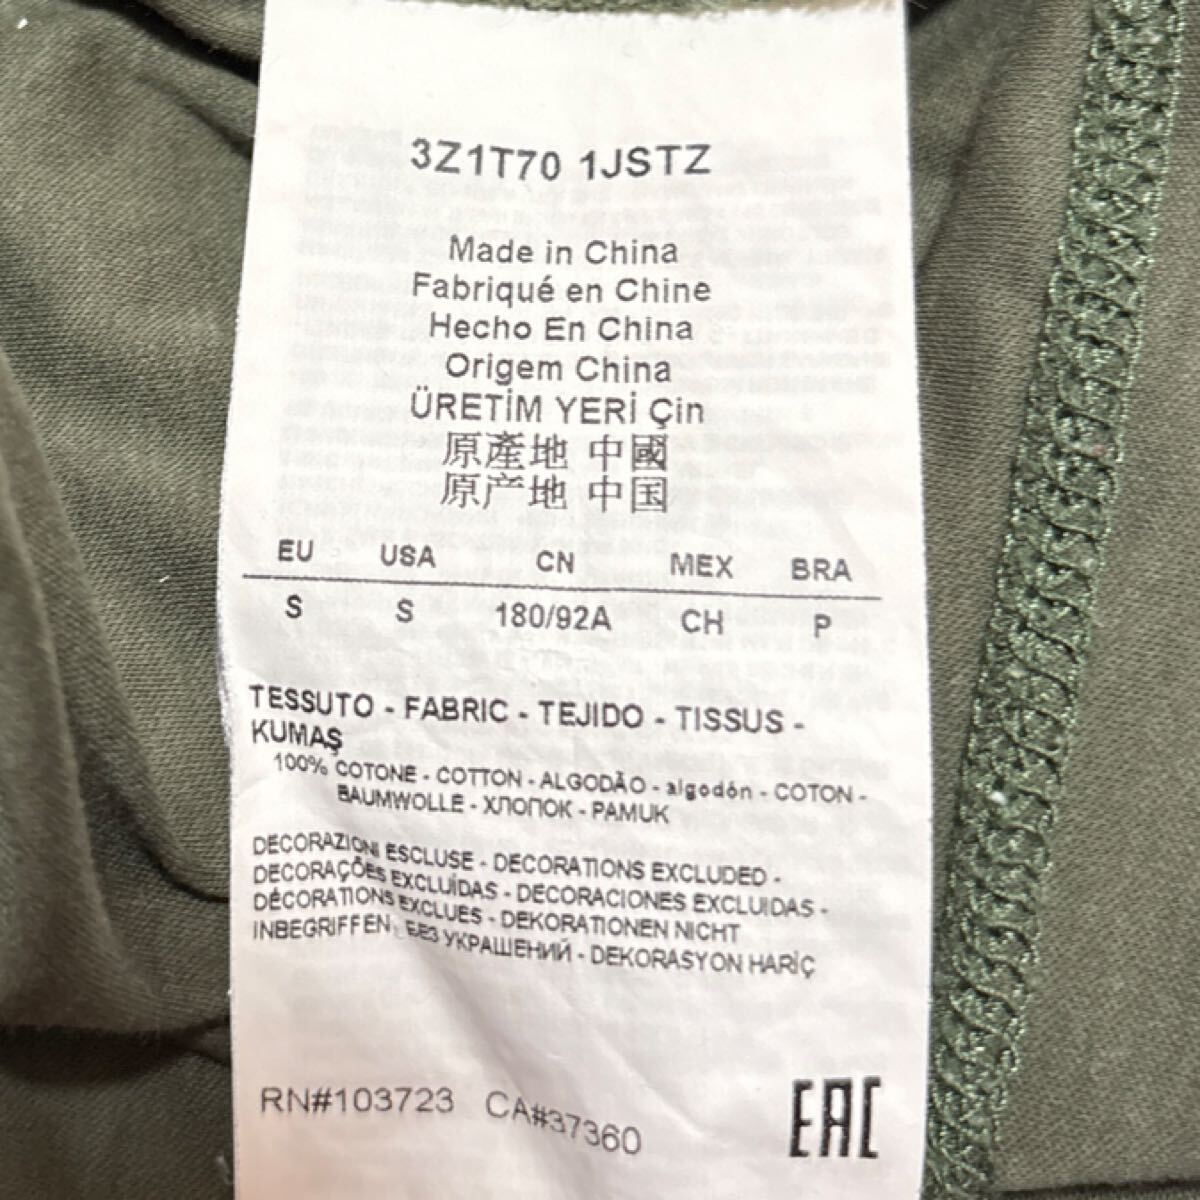 3Z1T70 1JSTZ
Made in China
Fabriqué en Chine
Hecho En China
Origem China
ÜRETİM YERİ Çin
原產地 中國
原产地 中国
EU USA CN MEX BRA
S S 180/92A CH P
TESSUTO - FABRIC - TEJIDO - TISSUS -
KUMAŞ
100% COTONE - COTTON - ALGODÃO - algodón - COTON -
BAUMWOLLE - ХЛОПОК - PAMUK
DECORAZIONI ESCLUSE - DECORATIONS EXCLUDED -
DECORAÇÕES EXCLUÍDAS - DECORACIONES EXCLUIDAS -
DÉCORATIONS EXCLUES - DEKORATIONEN NICHT
INBEGRIFFEN, БЕЗ УКРАШЕНИЙ - DEKORASYON HARİÇ
RN#103723 CA#37360
EAC